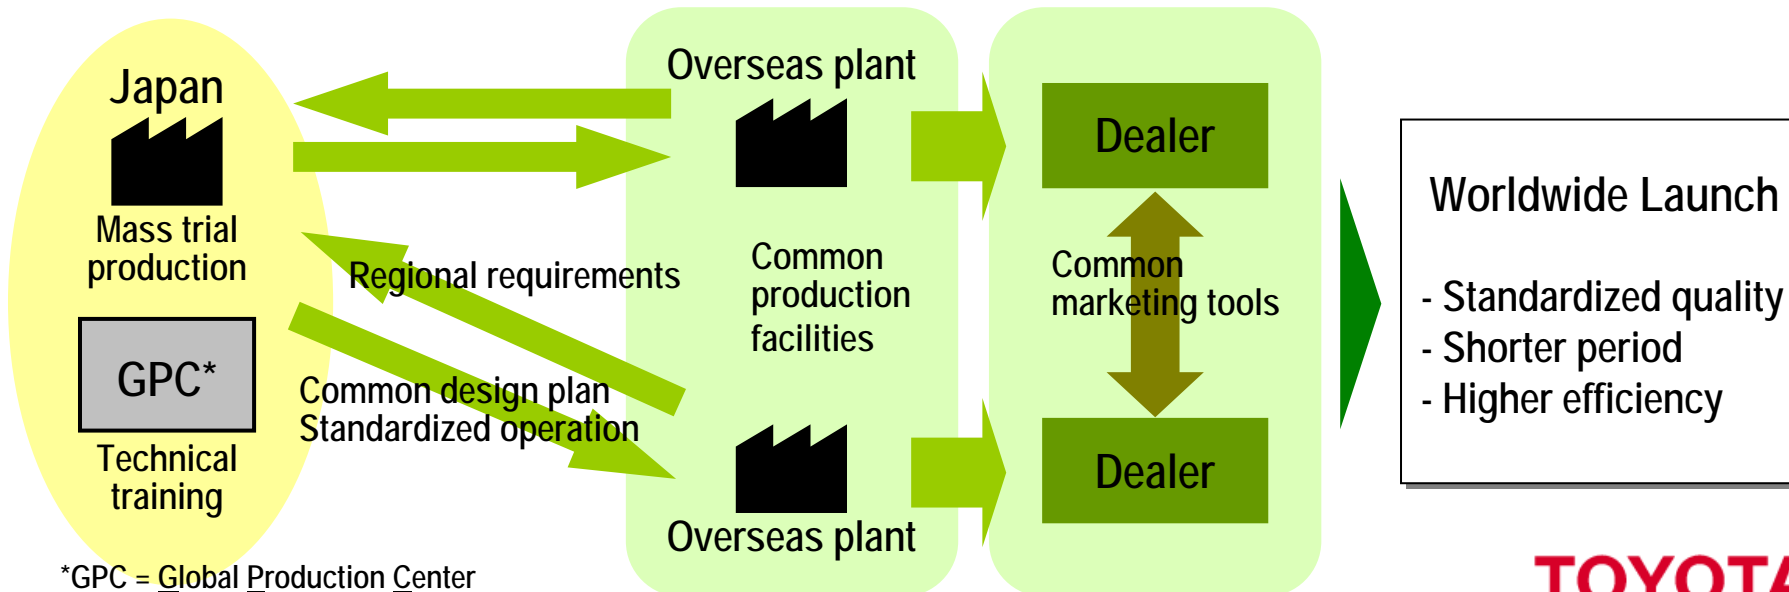 Japan
Mass trial
production
GPC*
Technical
training
*GPC = Global Production Center
Regional requirements
Common design plan
Standardized operation
Overseas plant
Common
production
facilities
Overseas plant
Dealer
Common
marketing tools
Dealer
Worldwide Launch
- Standardized quality
- Shorter period
- Higher efficiency
TOYOTA